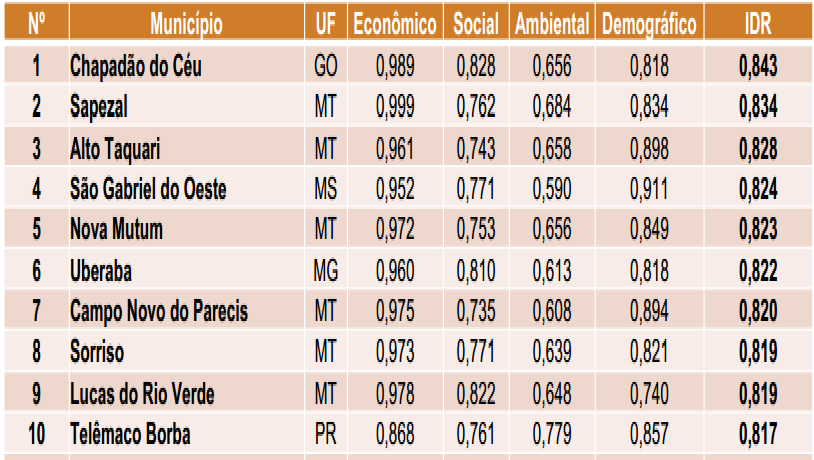 Nº Município UF Econômico Social Ambiental Demográfico IDR
1 Chapadão do Céu GO 0,989 0,828 0,656 0,818 0,843
2 Sapezal MT 0,999 0,762 0,684 0,834 0,834
3 Alto Taquari MT 0,961 0,743 0,658 0,898 0,828
4 São Gabriel do Oeste MS 0,952 0,771 0,590 0,911 0,824
5 Nova Mutum MT 0,972 0,753 0,656 0,849 0,823
6 Uberaba MG 0,960 0,810 0,613 0,818 0,822
7 Campo Novo do Parecis MT 0,975 0,735 0,608 0,894 0,820
8 Sorriso MT 0,973 0,771 0,639 0,821 0,819
9 Lucas do Rio Verde MT 0,978 0,822 0,648 0,740 0,819
10 Telêmaco Borba PR 0,868 0,761 0,779 0,857 0,817